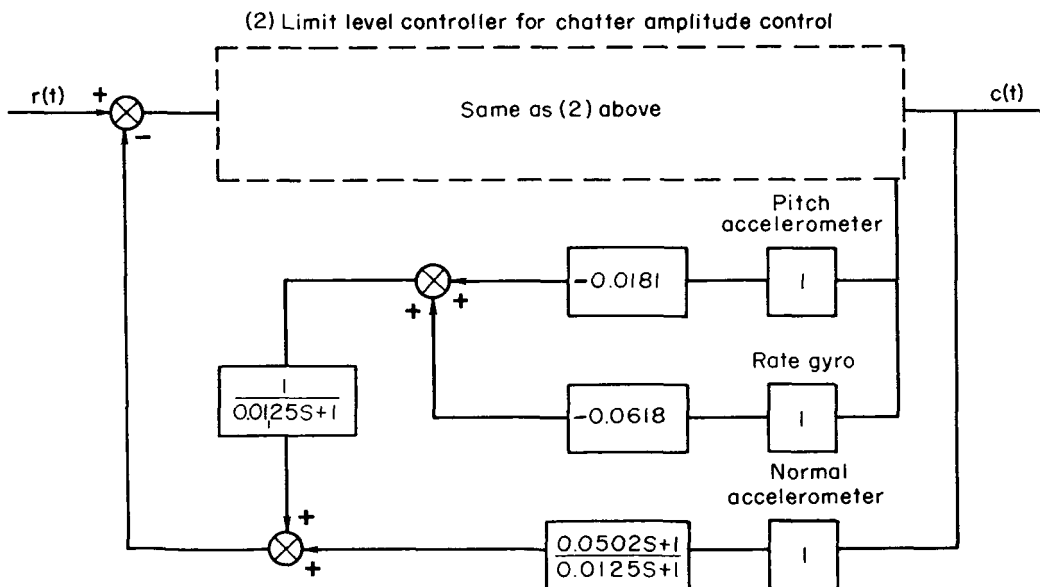 (2) Limit level controller for chatter amplitude control
r(t)
+
−
Same as (2) above
c(t)
Pitch
accelerometer
−0.0181
1
+
+
Rate gyro
1
0.0125S+1
−0.0618
1
Normal
accelerometer
+
+
0.0502S+1
0.0125S+1
1